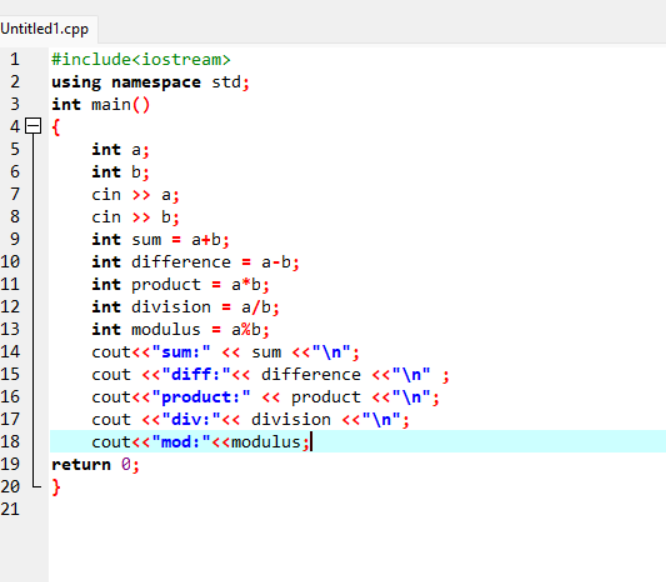 Untitled1.cpp
1 #include<iostream>
2 using namespace std;
3 int main()
4 {
5 int a;
6 int b;
7 cin >> a;
8 cin >> b;
9 int sum = a+b;
10 int difference = a-b;
11 int product = a*b;
12 int division = a/b;
13 int modulus = a%b;
14 cout<<"sum:" << sum <<"\n";
15 cout <<"diff:"<< difference <<"\n" ;
16 cout<<"product:" << product <<"\n";
17 cout <<"div:"<< division <<"\n";
18 cout<<"mod:"<<modulus;
19 return 0;
20 }
21